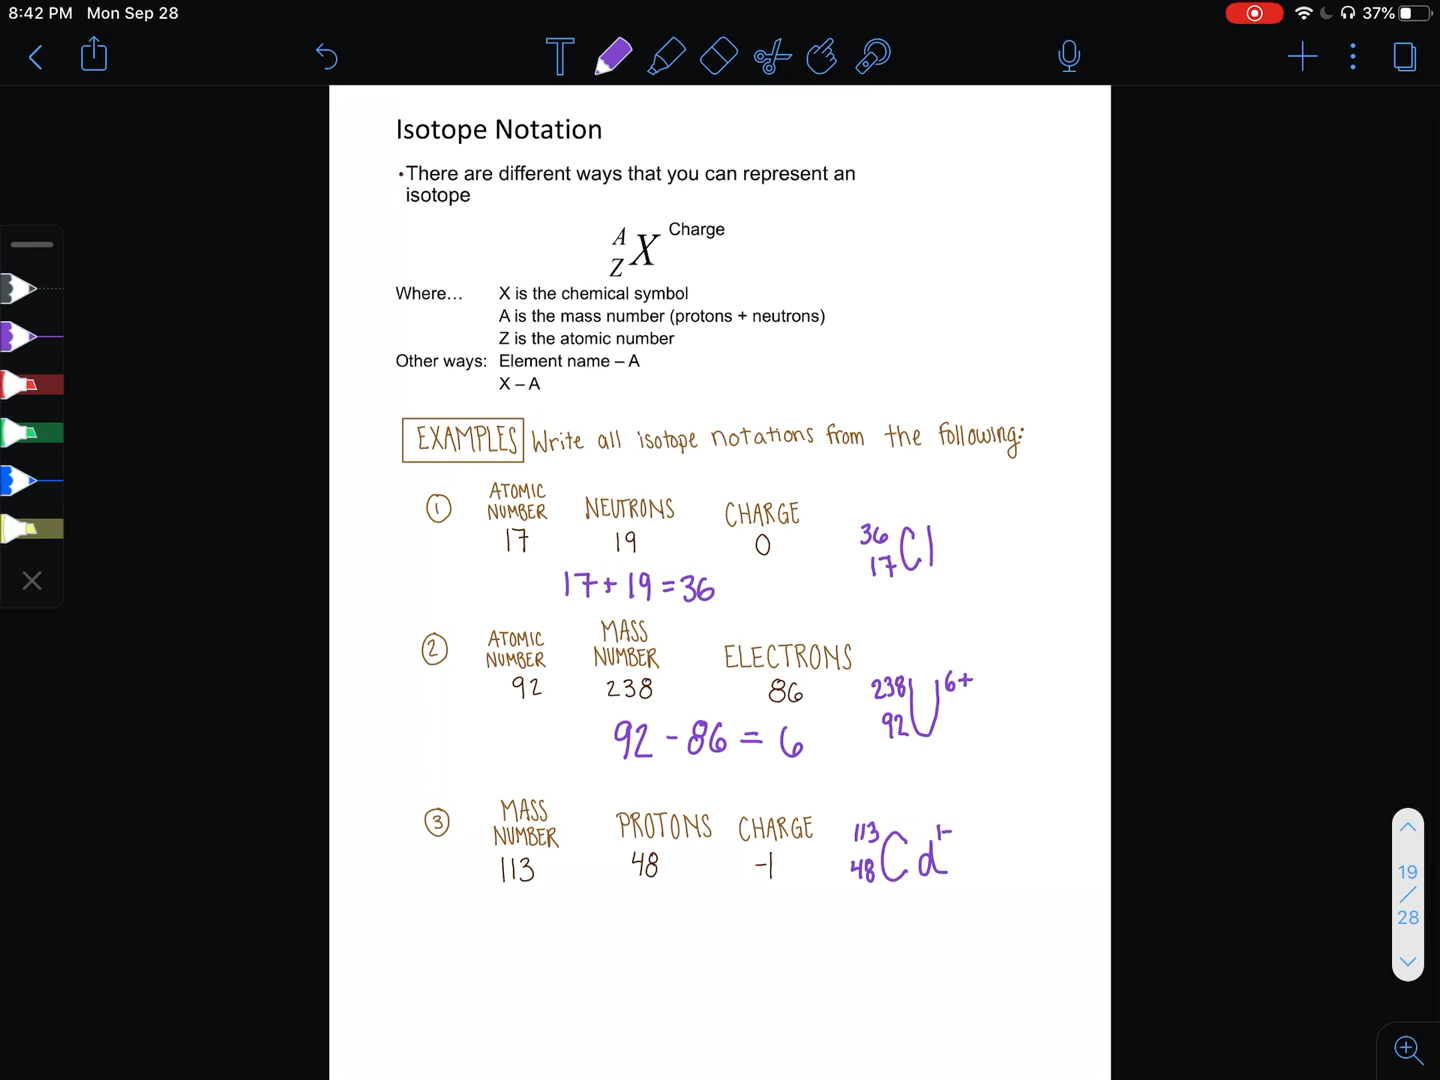 8:42 PM Mon Sep 28
37%
T
Isotope Notation
•There are different ways that you can represent an
isotope
A
Z X Charge
Where… X is the chemical symbol
A is the mass number (protons + neutrons)
Z is the atomic number
Other ways: Element name – A
X – A
EXAMPLES Write all isotope notations from the following:
① ATOMIC NUMBER NEUTRONS CHARGE
17 19 0
36
17 Cl
17 + 19 = 36
② ATOMIC NUMBER MASS NUMBER ELECTRONS
92 238 86
238
92 U 6+
92 - 86 = 6
③ MASS NUMBER PROTONS CHARGE
113 48 -1
113
48 Cd 1-
19
/
28